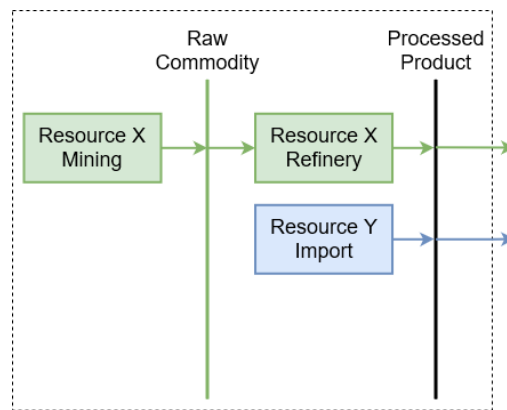 Raw
Commodity
Processed
Product
Resource X
Mining
Resource X
Refinery
Resource Y
Import